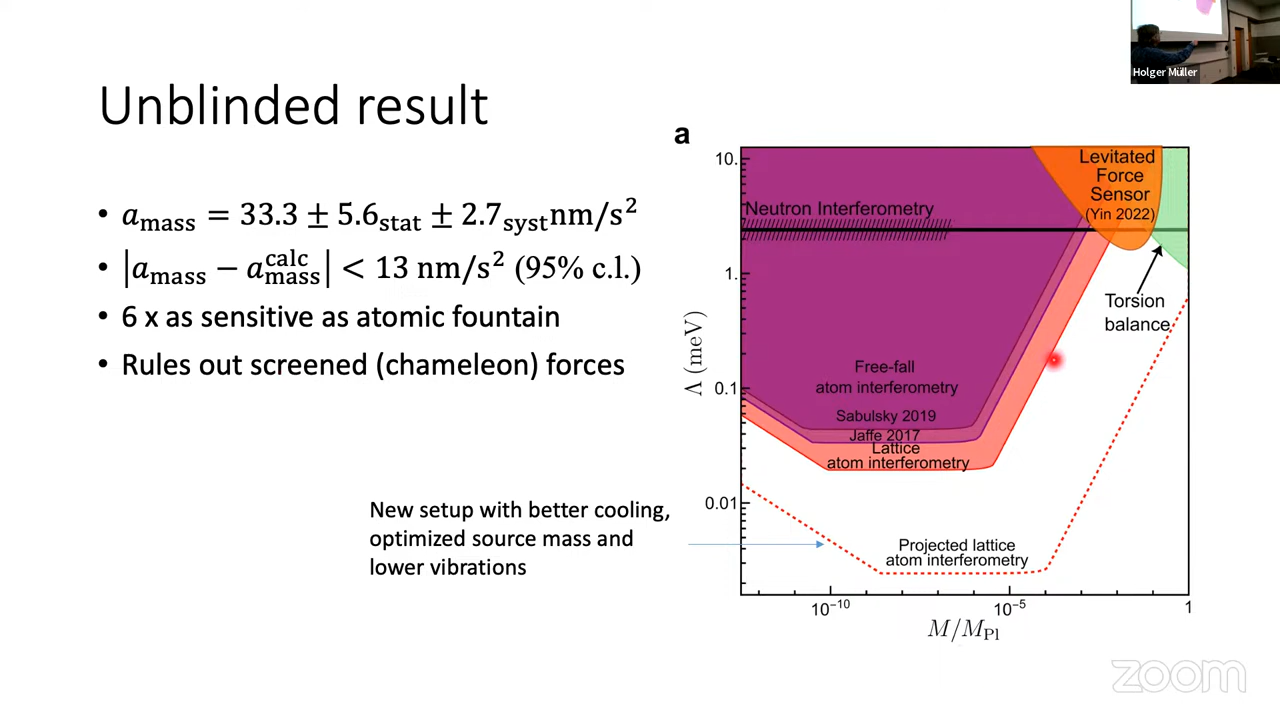 Holger Müller
Unblinded result
• a_mass = 33.3 ± 5.6_stat ± 2.7_syst nm/s²
• |a_mass − a_mass^calc| < 13 nm/s² (95% c.l.)
• 6 x as sensitive as atomic fountain
• Rules out screened (chameleon) forces
New setup with better cooling,
optimized source mass and
lower vibrations
a
10.
1.
0.1
0.01
Λ (meV)
Levitated
Force
Sensor
(Yin 2022)
Neutron Interferometry
Torsion
balance
Free-fall
atom interferometry
Sabulsky 2019
Jaffe 2017
Lattice
atom interferometry
Projected lattice
atom interferometry
10⁻¹⁰ 10⁻⁵ 1
M/M_Pl
zoom